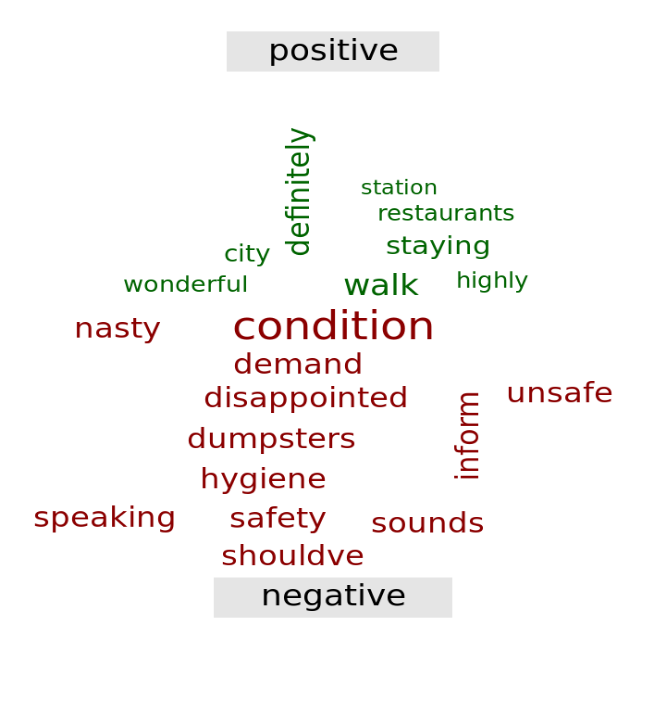 positive
definitely
station
restaurants
staying
city
highly
wonderful
walk
nasty
condition
demand
disappointed
unsafe
inform
dumpsters
hygiene
speaking
safety
sounds
shouldve
negative